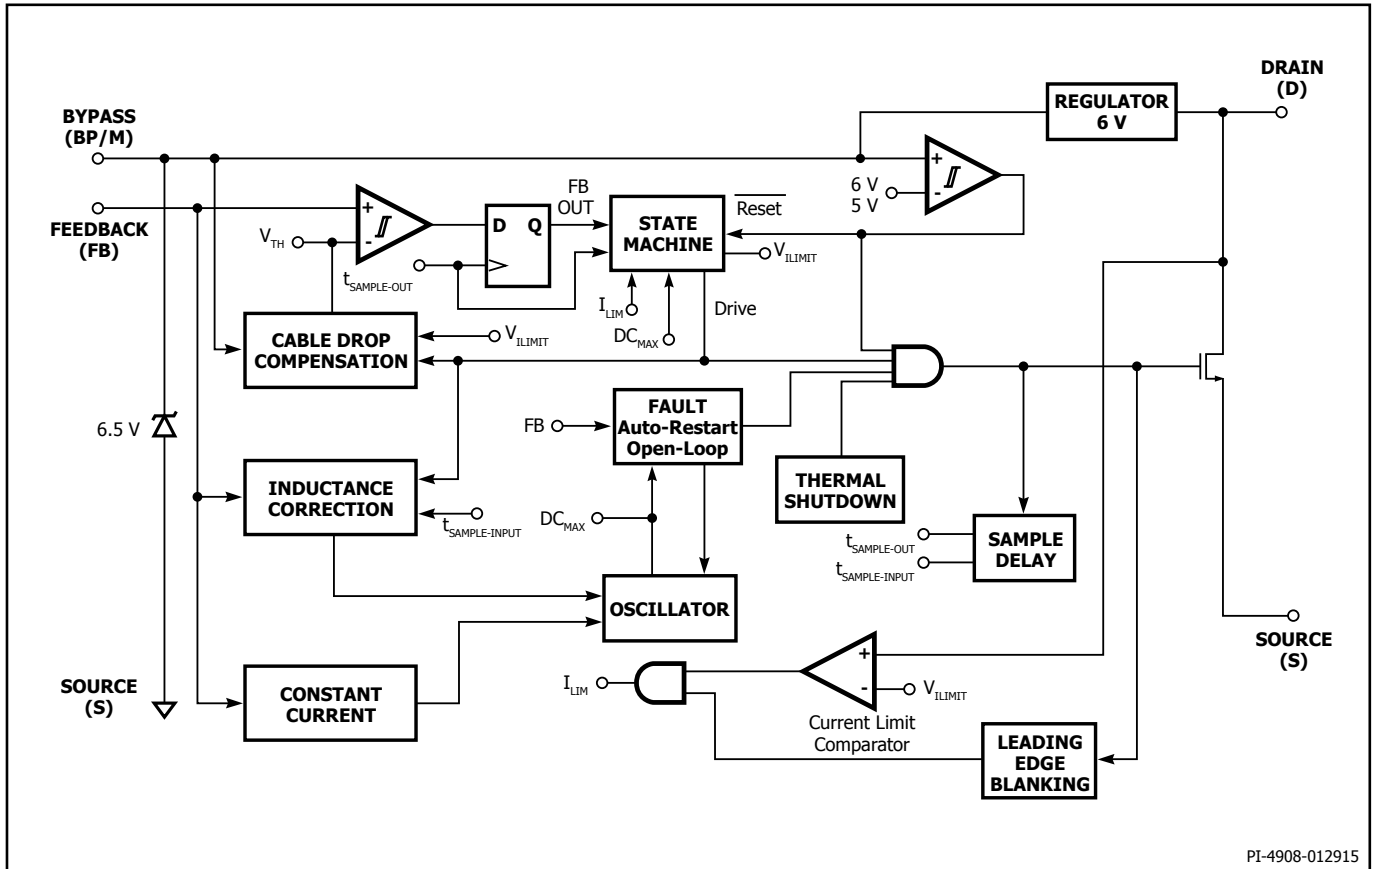 DRAIN
(D)
REGULATOR
6 V
BYPASS
(BP/M)
+
-
6 V
5 V
FEEDBACK
(FB)
+
-
V_TH
t_SAMPLE-OUT
D Q
FB
OUT
STATE
MACHINE
Reset
V_ILIMIT
I_LIM
DC_MAX
Drive
CABLE DROP
COMPENSATION
V_ILIMIT
6.5 V
FB
FAULT
Auto-Restart
Open-Loop
THERMAL
SHUTDOWN
INDUCTANCE
CORRECTION
t_SAMPLE-INPUT
DC_MAX
t_SAMPLE-OUT
t_SAMPLE-INPUT
SAMPLE
DELAY
OSCILLATOR
SOURCE
(S)
SOURCE
(S)
CONSTANT
CURRENT
I_LIM
+
-
V_ILIMIT
Current Limit
Comparator
LEADING
EDGE
BLANKING
PI-4908-012915